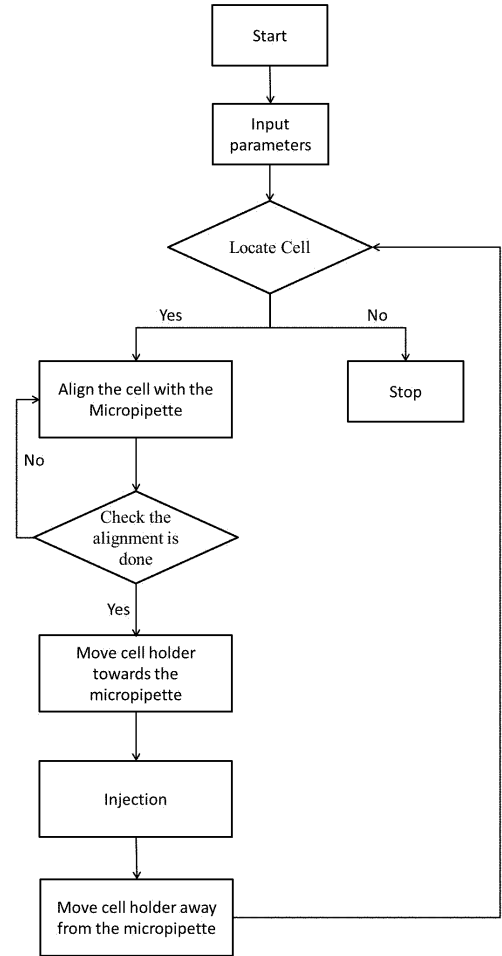 Start
Input
parameters
Locate Cell
Yes
No
Align the cell with the
Micropipette
Stop
No
Check the
alignment is
done
Yes
Move cell holder
towards the
micropipette
Injection
Move cell holder away
from the micropipette